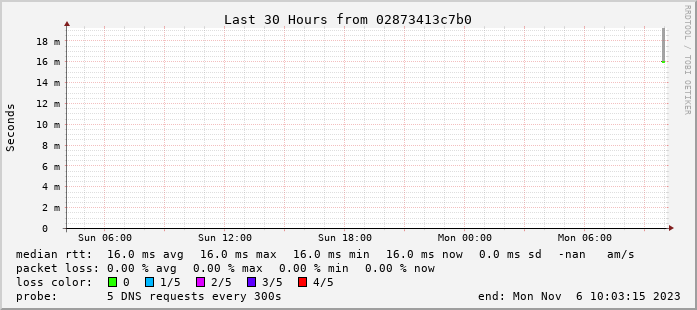 Last 30 Hours from 02873413c7b0
RRDTOOL / TOBI OETIKER
Seconds
18 m
16 m
14 m
12 m
10 m
8 m
6 m
4 m
2 m
0
Sun 06:00 Sun 12:00 Sun 18:00 Mon 00:00 Mon 06:00
median rtt: 16.0 ms avg 16.0 ms max 16.0 ms min 16.0 ms now 0.0 ms sd -nan am/s
packet loss: 0.00 % avg 0.00 % max 0.00 % min 0.00 % now
loss color: 0 1/5 2/5 3/5 4/5
probe: 5 DNS requests every 300s end: Mon Nov 6 10:03:15 2023